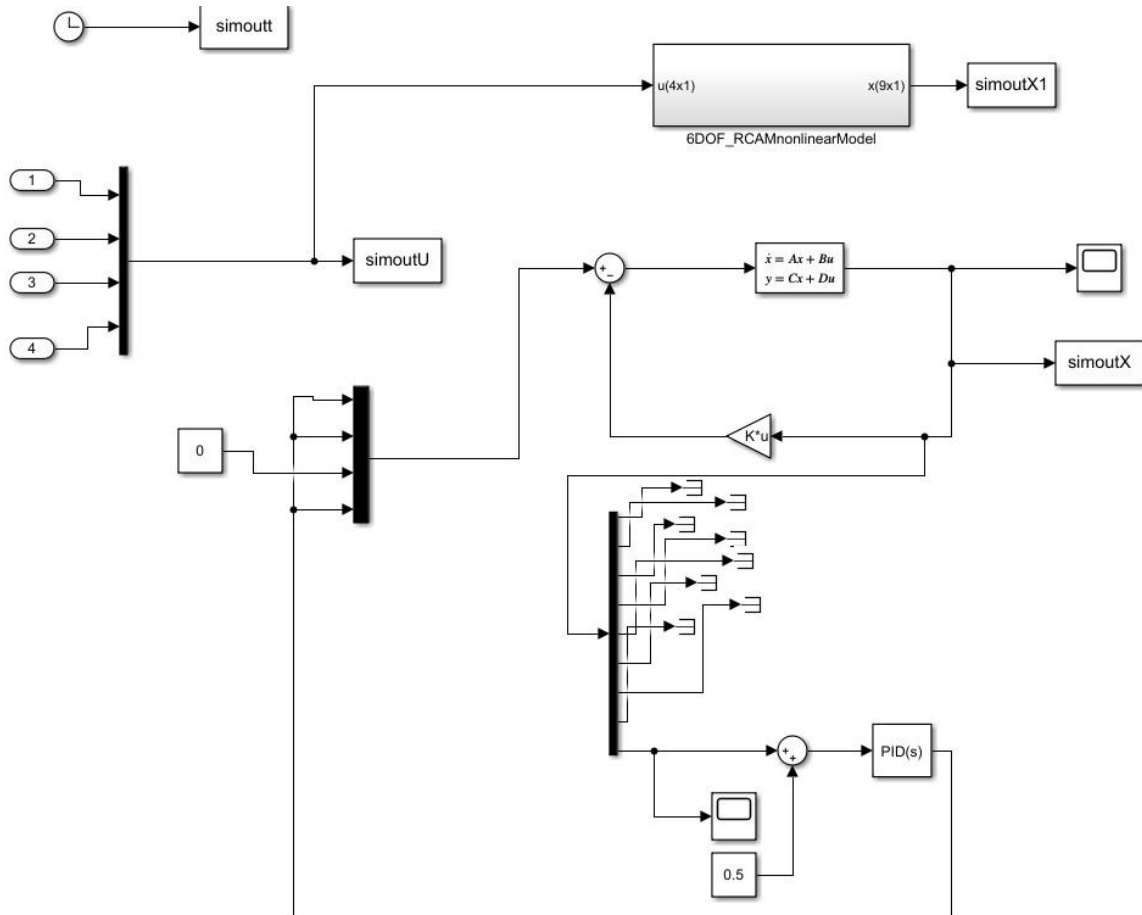 simoutt
u(4x1)
x(9x1)
simoutX1
6DOF_RCAMnonlinearModel
1
2
3
4
simoutU
+
−
ẋ = Ax + Bu
y = Cx + Du
simoutX
K*u
0
+
+
PID(s)
0.5